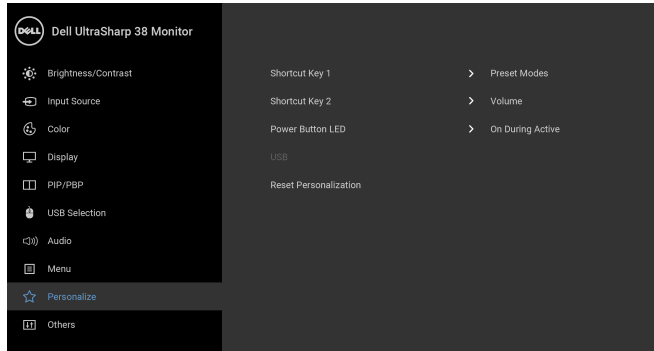 DELL Dell UltraSharp 38 Monitor
Brightness/Contrast
Input Source
Color
Display
PIP/PBP
USB Selection
Audio
Menu
Personalize
Others
Shortcut Key 1 > Preset Modes
Shortcut Key 2 > Volume
Power Button LED > On During Active
USB
Reset Personalization